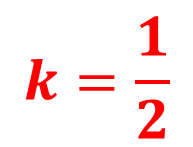 k = 1/2